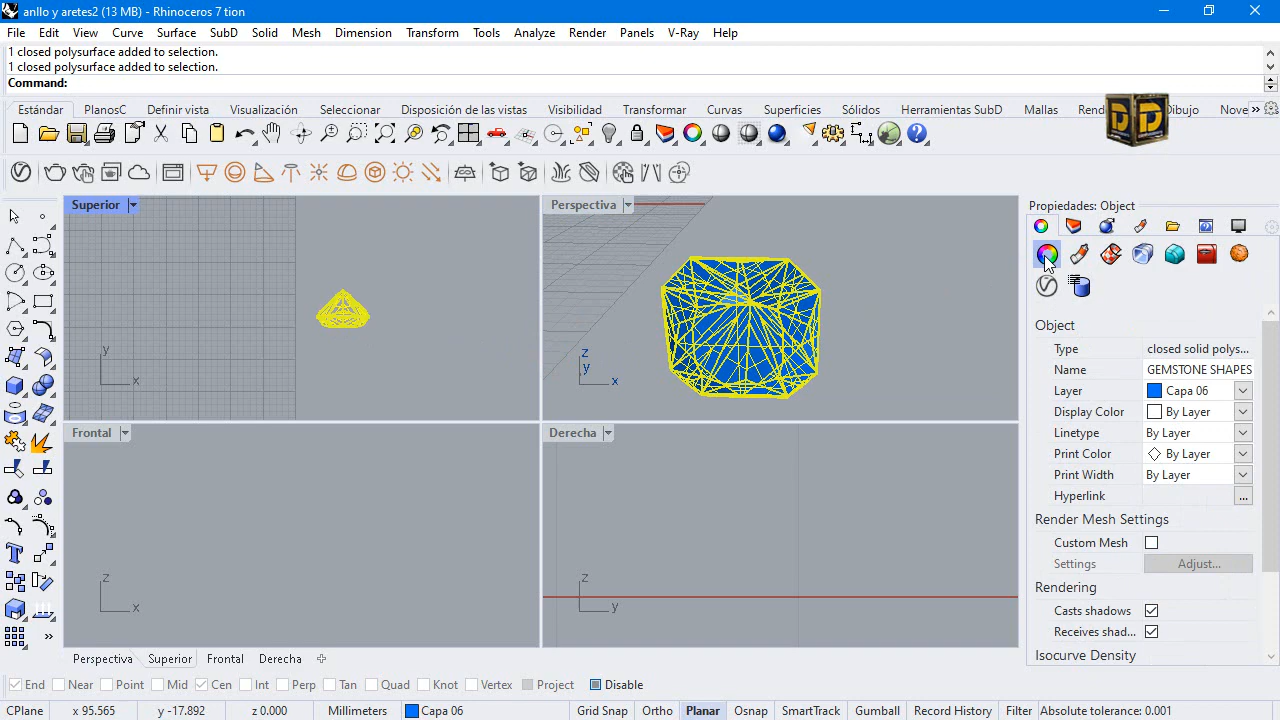 anllo y aretes2 (13 MB) - Rhinoceros 7 tion
File Edit View Curve Surface SubD Solid Mesh Dimension Transform Tools Analyze Render Panels V-Ray Help
1 closed polysurface added to selection.
1 closed polysurface added to selection.
Command:
Estándar PlanosC Definir vista Visualización Seleccionar de las vista Visibilidad Transform Curvas Superficies Sólidos Herramientas SubD Mallas Dibujo
Superior
Perspectiva
Propiedades: Object
y
x
z
y
x
Object
Type closed solid polys...
Name GEMSTONE SHAPES
Layer Capa 06
Display Color By Layer
Linetype By Layer
Print Color By Layer
Print Width By Layer
Hyperlink ...
Frontal
Derecha
Render Mesh Settings
Custom Mesh
Settings Adjust...
z
x
z
y
Rendering
Casts shadows
Receives shad...
Isocurve Density
Perspectiva Superior Frontal Derecha
End Near Point Mid Cen Int Perp Tan Quad Knot Vertex Project Disable
CPlane x 95.565 y -17.892 z 0.000 Millimeters Capa 06 Grid Snap Ortho Planar Osnap SmartTrack Gumball Record History Filter Absolute tolerance: 0.001